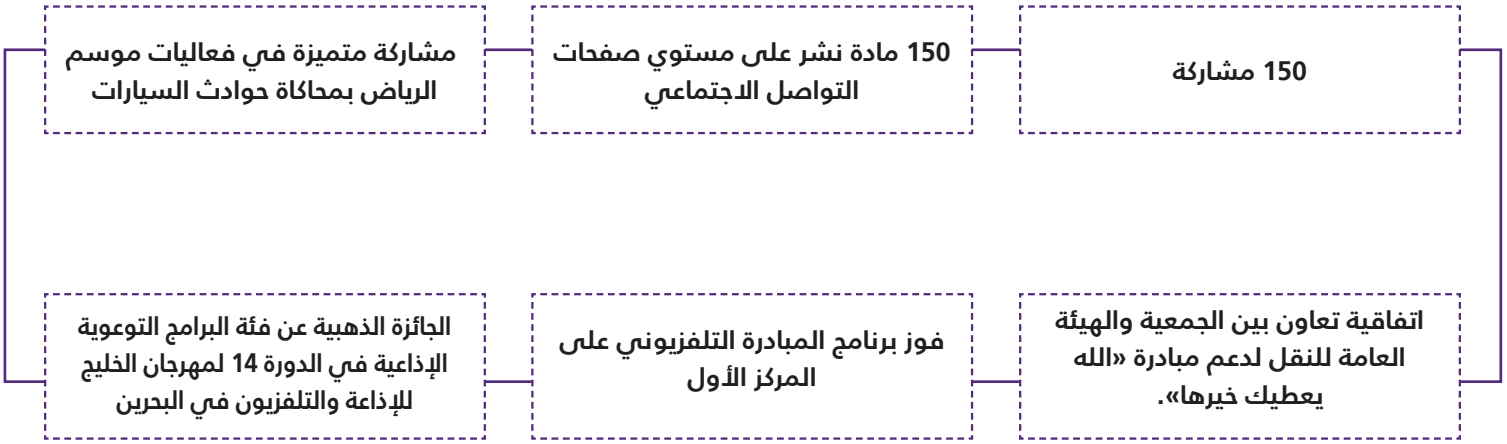 150 مشاركة
150 مادة نشر على مستوي صفحات
التواصل الاجتماعي
مشاركة متميزة في فعاليات موسم
الرياض بمحاكاة حوادث السيارات
اتفاقية تعاون بين الجمعية والهيئة
العامة للنقل لدعم مبادرة «الله
يعطيك خيرها».
فوز برنامج المبادرة التلفزيوني على
المركز الأول
الجائزة الذهبية عن فئة البرامج التوعوية
الإذاعية في الدورة 14 لمهرجان الخليج
للإذاعة والتلفزيون في البحرين